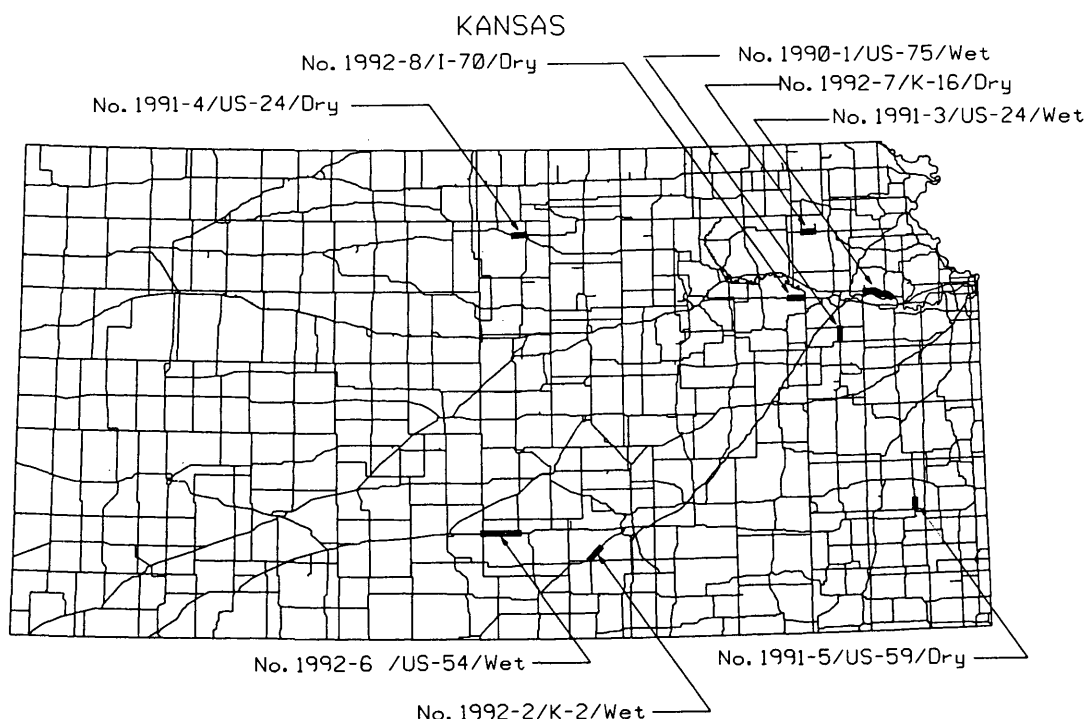 KANSAS
No. 1990-1/US-75/Wet
No. 1992-8/I-70/Dry
No. 1992-7/K-16/Dry
No. 1991-4/US-24/Dry
No. 1991-3/US-24/Wet
No. 1992-6 /US-54/Wet
No. 1991-5/US-59/Dry
No. 1992-2/K-2/Wet